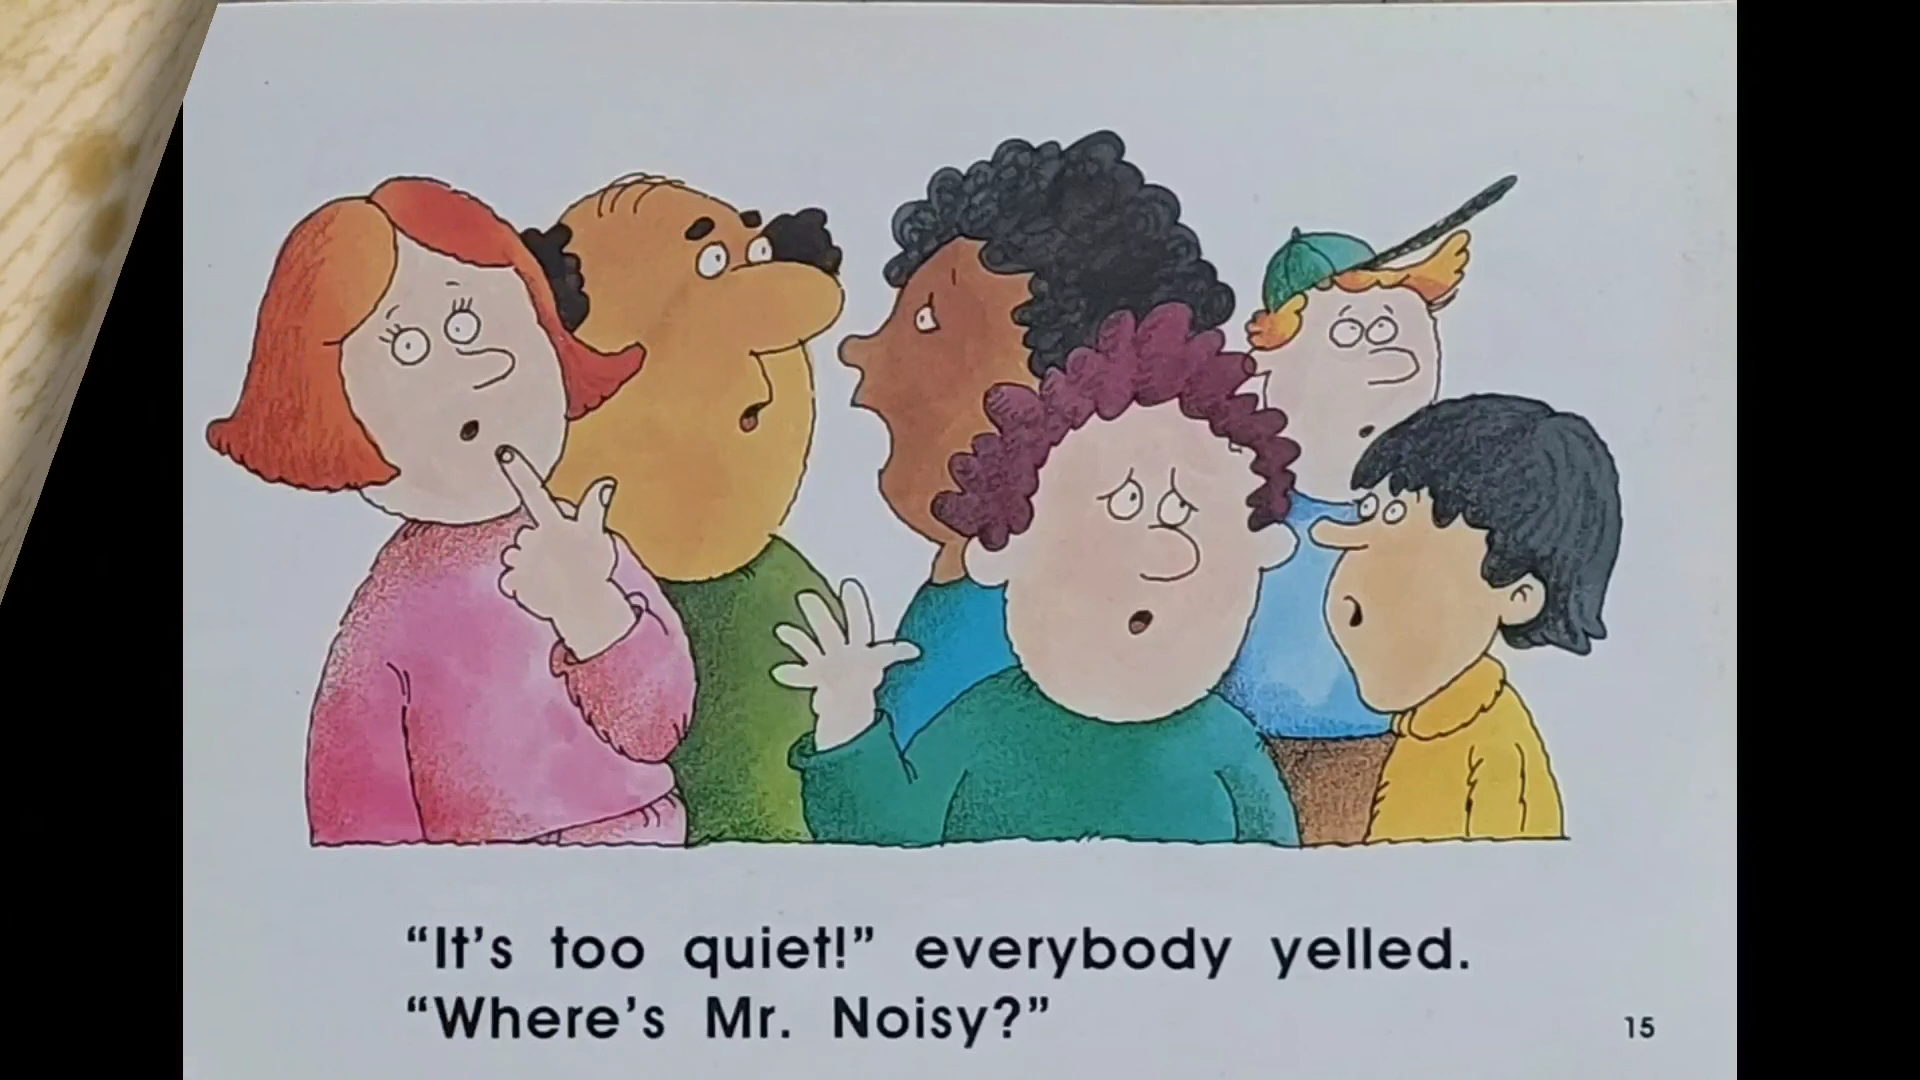 “It’s too quiet!” everybody yelled.
“Where’s Mr. Noisy?”
15